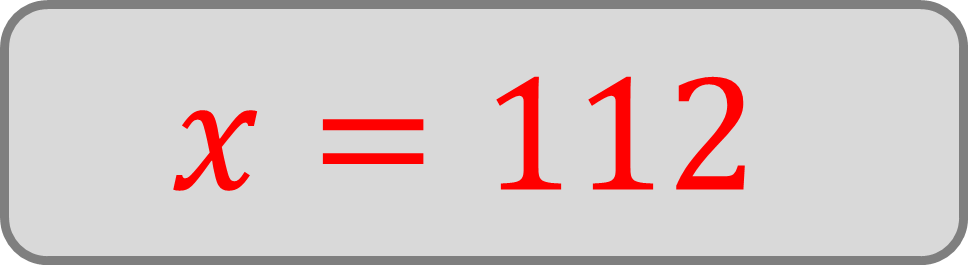 x = 112